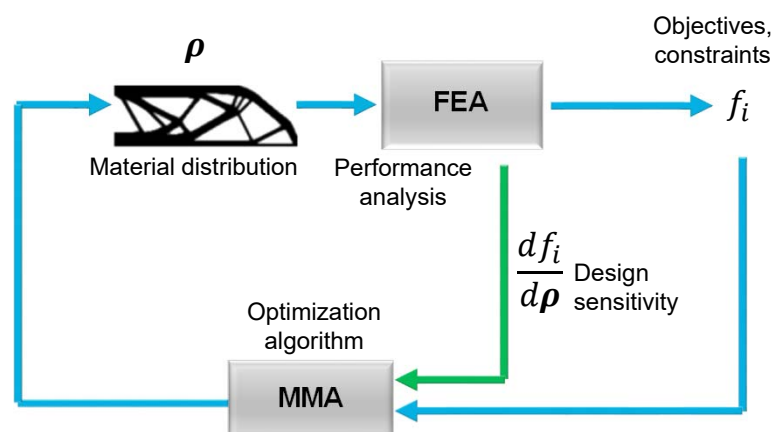 Objectives,
constraints
ρ
FEA
fᵢ
Material distribution
Performance
analysis
dfᵢ
dρ
Design
sensitivity
Optimization
algorithm
MMA